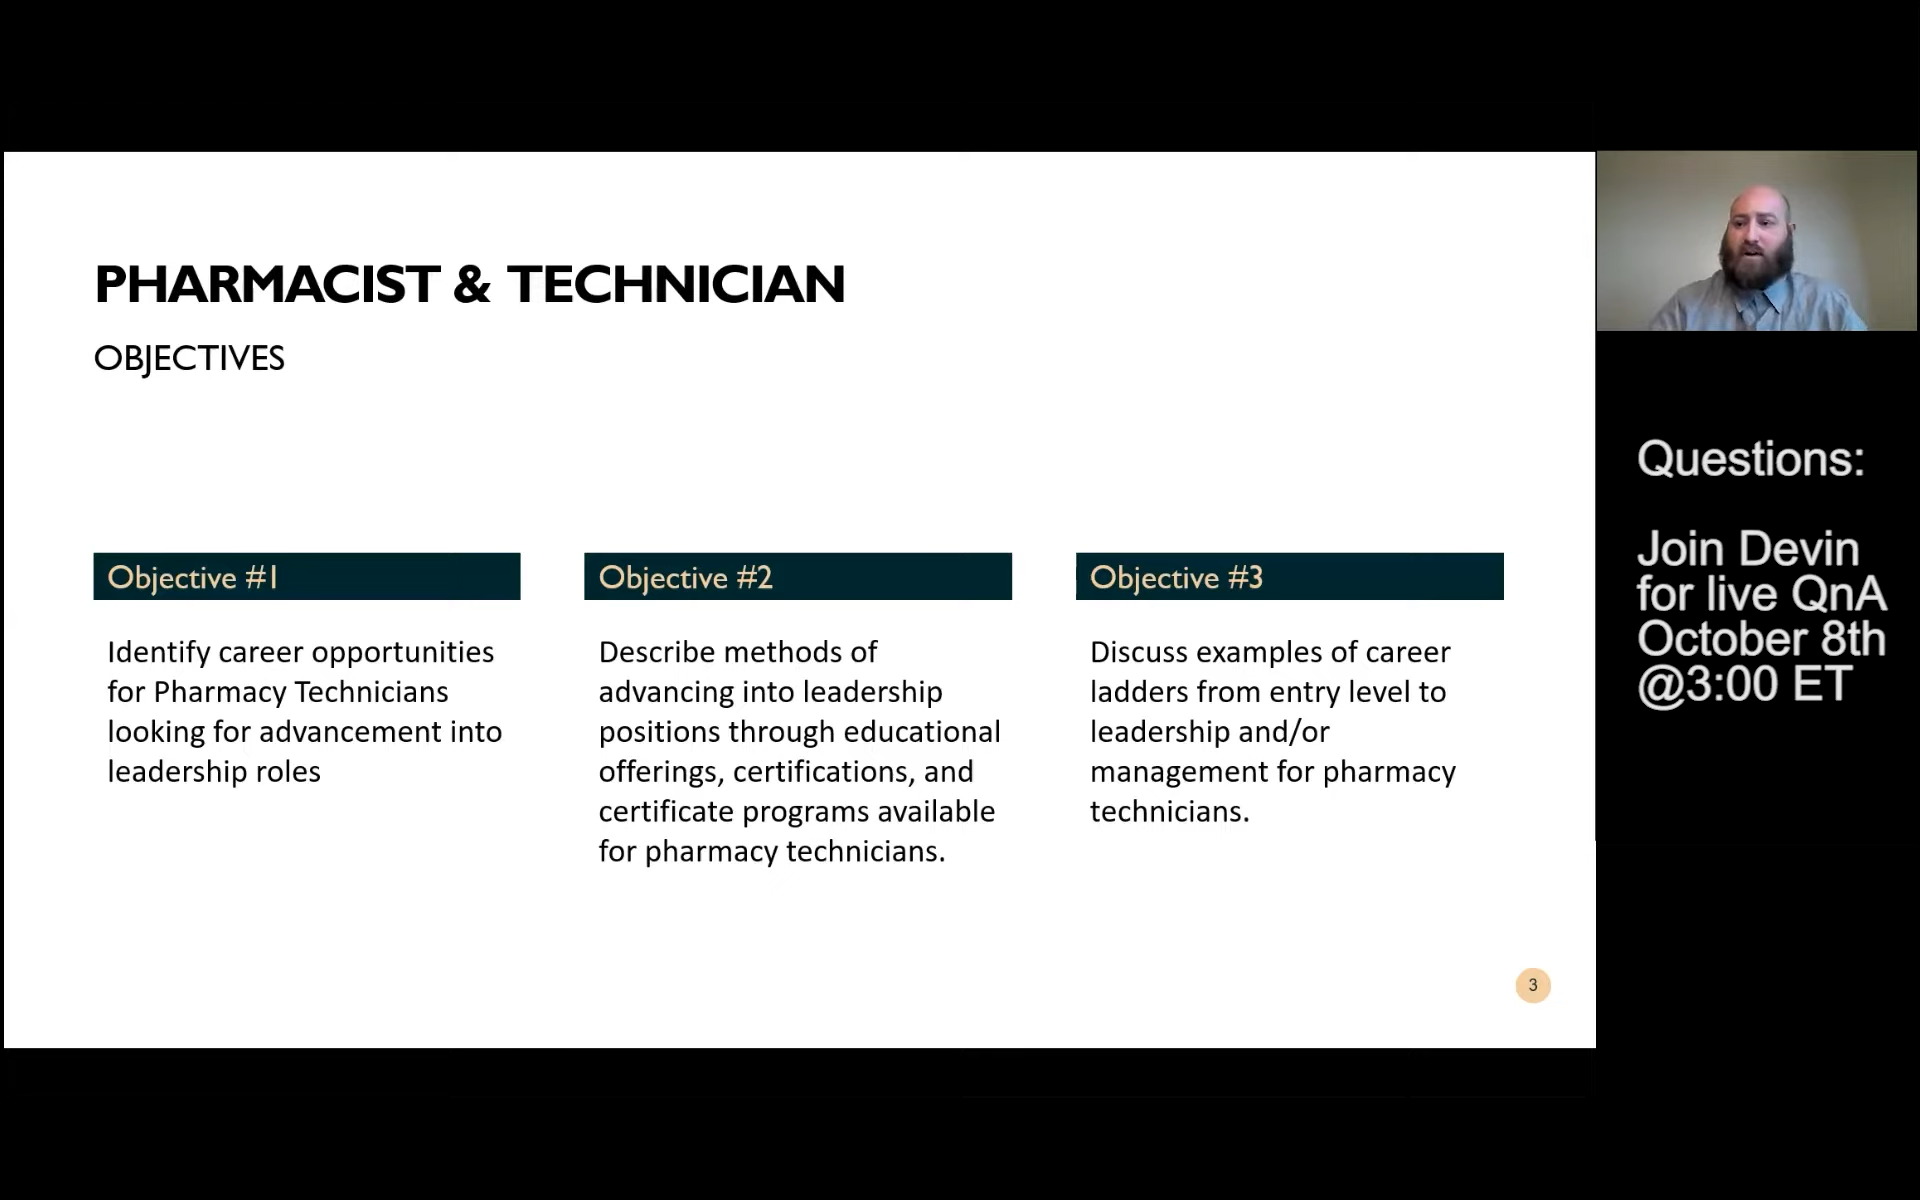 PHARMACIST & TECHNICIAN
OBJECTIVES
Objective #1
Identify career opportunities
for Pharmacy Technicians
looking for advancement into
leadership roles
Objective #2
Describe methods of
advancing into leadership
positions through educational
offerings, certifications, and
certificate programs available
for pharmacy technicians.
Objective #3
Discuss examples of career
ladders from entry level to
leadership and/or
management for pharmacy
technicians.
3
Questions:
Join Devin
for live QnA
October 8th
@3:00 ET